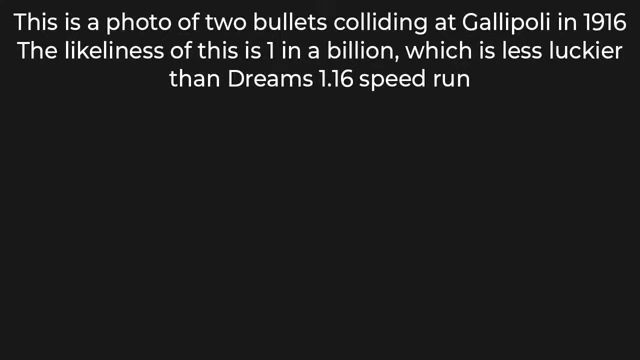 This is a photo of two bullets colliding at Gallipoli in 1916
The likeliness of this is 1 in a billion, which is less luckier
than Dreams 1.16 speed run